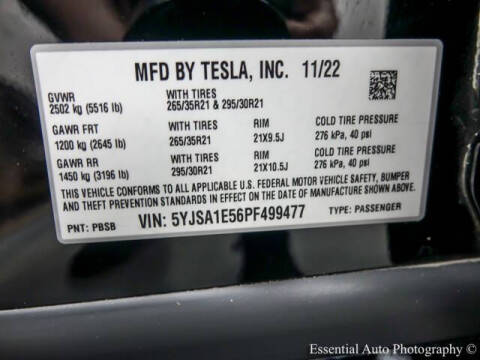 MFD BY TESLA, INC. 11/22
GVWR WITH TIRES
2502 kg (5516 lb) 265/35R21 & 295/30R21
GAWR FRT WITH TIRES RIM COLD TIRE PRESSURE
1200 kg (2645 lb) 265/35R21 21X9.5J 276 kPa, 40 psi
GAWR RR WITH TIRES RIM COLD TIRE PRESSURE
1450 kg (3196 lb) 295/30R21 21X10.5J 276 kPa, 40 psi
THIS VEHICLE CONFORMS TO ALL APPLICABLE U.S. FEDERAL MOTOR VEHICLE SAFETY, BUMPER
AND THEFT PREVENTION STANDARDS IN EFFECT ON THE DATE OF MANUFACTURE SHOWN ABOVE.
PNT: PBSB VIN: 5YJSA1E56PF499477 TYPE: PASSENGER
Essential Auto Photography ©